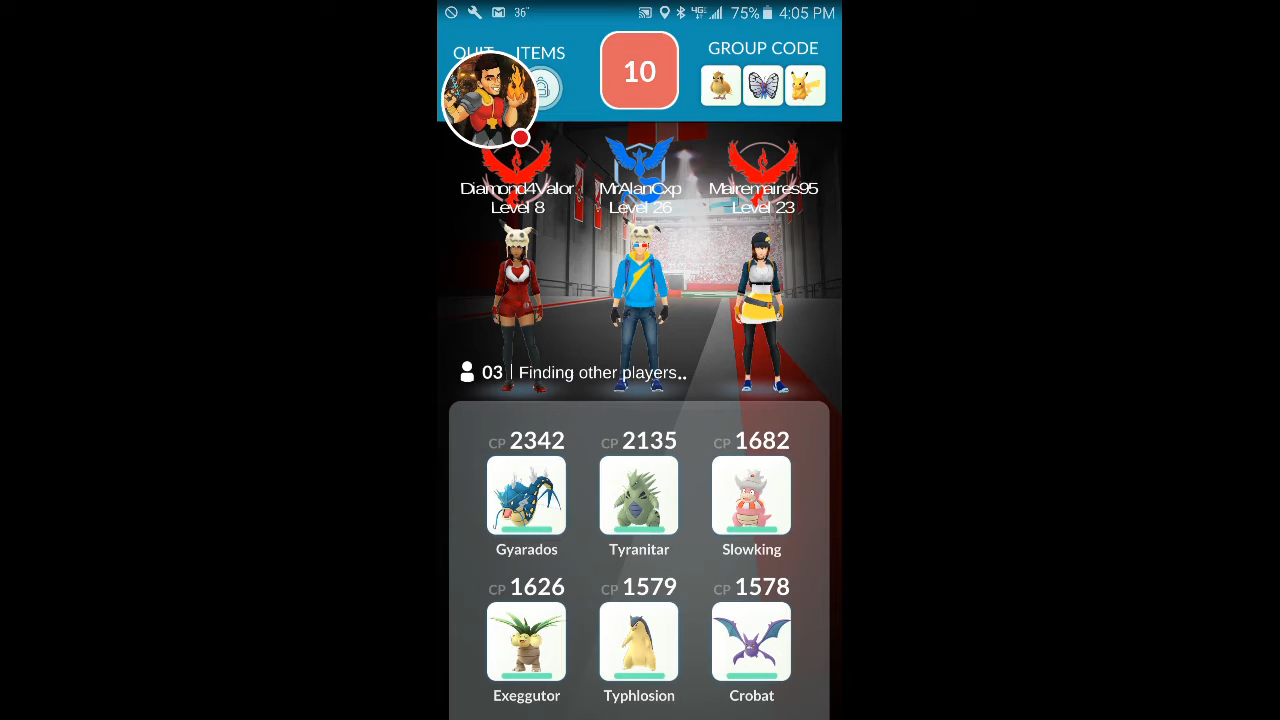 36°
4G
75% 4:05 PM
QUIT ITEMS
10
GROUP CODE
Diamond4Valor
Level 8
MrAlanCxp
Level 26
Mairemaires95
Level 23
03 | Finding other players..
CP 2342
CP 2135
CP 1682
Gyarados
Tyranitar
Slowking
CP 1626
CP 1579
CP 1578
Exeggutor
Typhlosion
Crobat